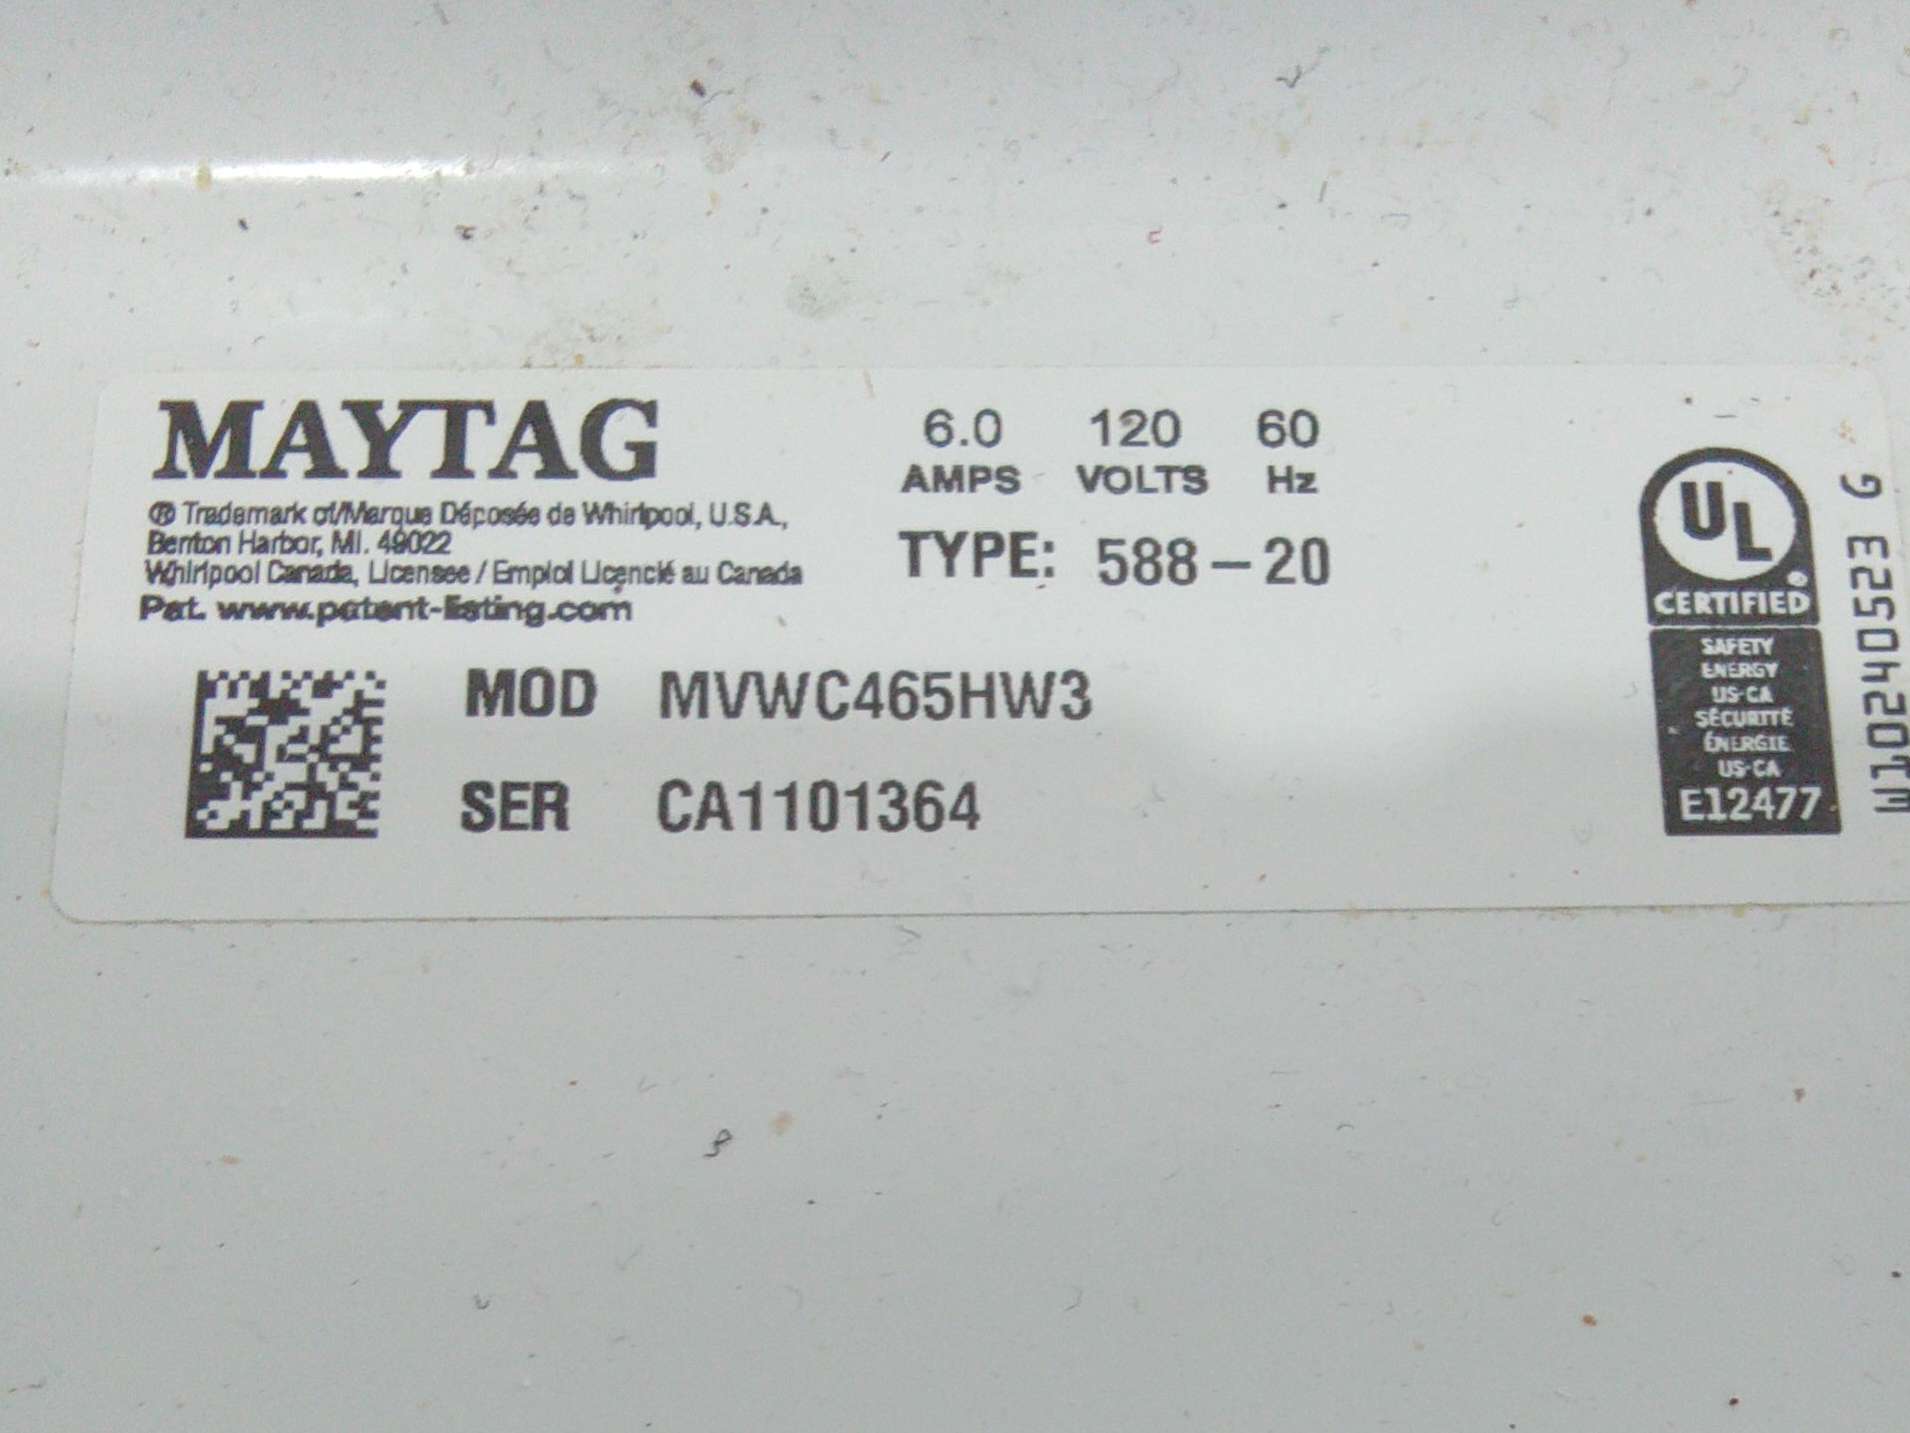 MAYTAG
® Trademark of/Marque Déposée de Whirlpool, U.S.A.,
Benton Harbor, MI. 49022
Whirlpool Canada, Licensee / Emploi Licencié au Canada
Pat. www.patent-listing.com
6.0 120 60
AMPS VOLTS Hz
TYPE: 588-20
MOD MVWC465HW3
SER CA1101364
UL ®
CERTIFIED
SAFETY
ENERGY
US-CA
SÉCURITÉ
ÉNERGIE
US-CA
E12477
W10240523 G